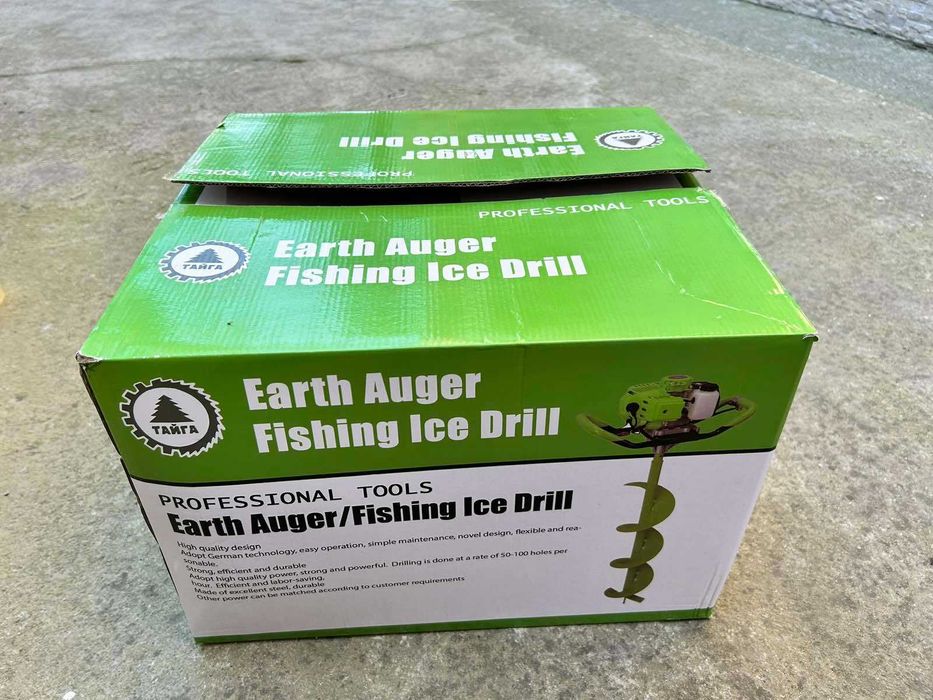 Earth Auger
Fishing Ice Drill
ТАЙГА
PROFESSIONAL TOOLS
PROFESSIONAL TOOLS
ТАЙГА
Earth Auger
Fishing Ice Drill
ТАЙГА
Earth Auger
Fishing Ice Drill
PROFESSIONAL TOOLS
Earth Auger/Fishing Ice Drill
High quality design
Adopt German technology, easy operation, simple maintenance, novel design, flexible and rea-
sonable.
Strong, efficient and durable
Adopt high quality power, strong and powerful. Drilling is done at a rate of 50-100 holes per
hour. Efficient and labor-saving,
Made of excellent steel, durable
Other power can be matched according to customer requirements